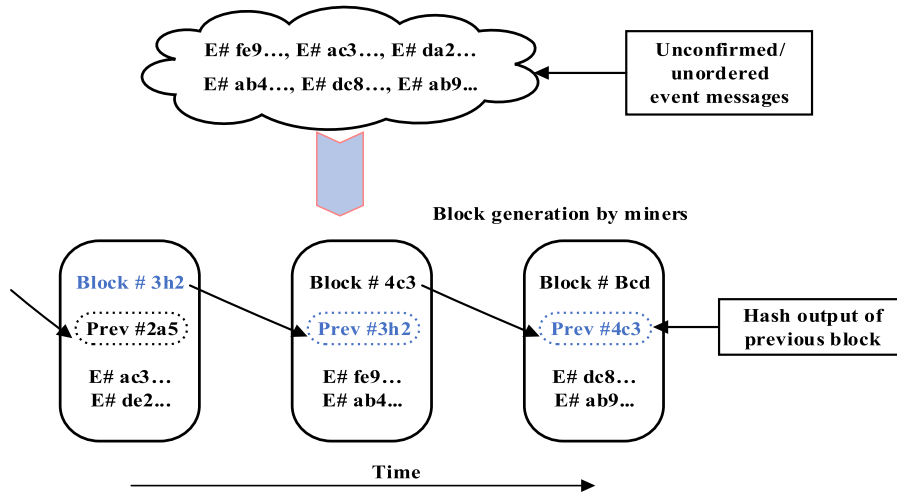 E# fe9…, E# ac3…, E# da2…
E# ab4…, E# dc8…, E# ab9...
Unconfirmed/
unordered
event messages
Block generation by miners
Block # 3h2
Prev #2a5
E# ac3…
E# de2...
Block # 4c3
Prev #3h2
E# fe9…
E# ab4...
Block # Bcd
Prev #4c3
E# dc8…
E# ab9...
Hash output of
previous block
Time